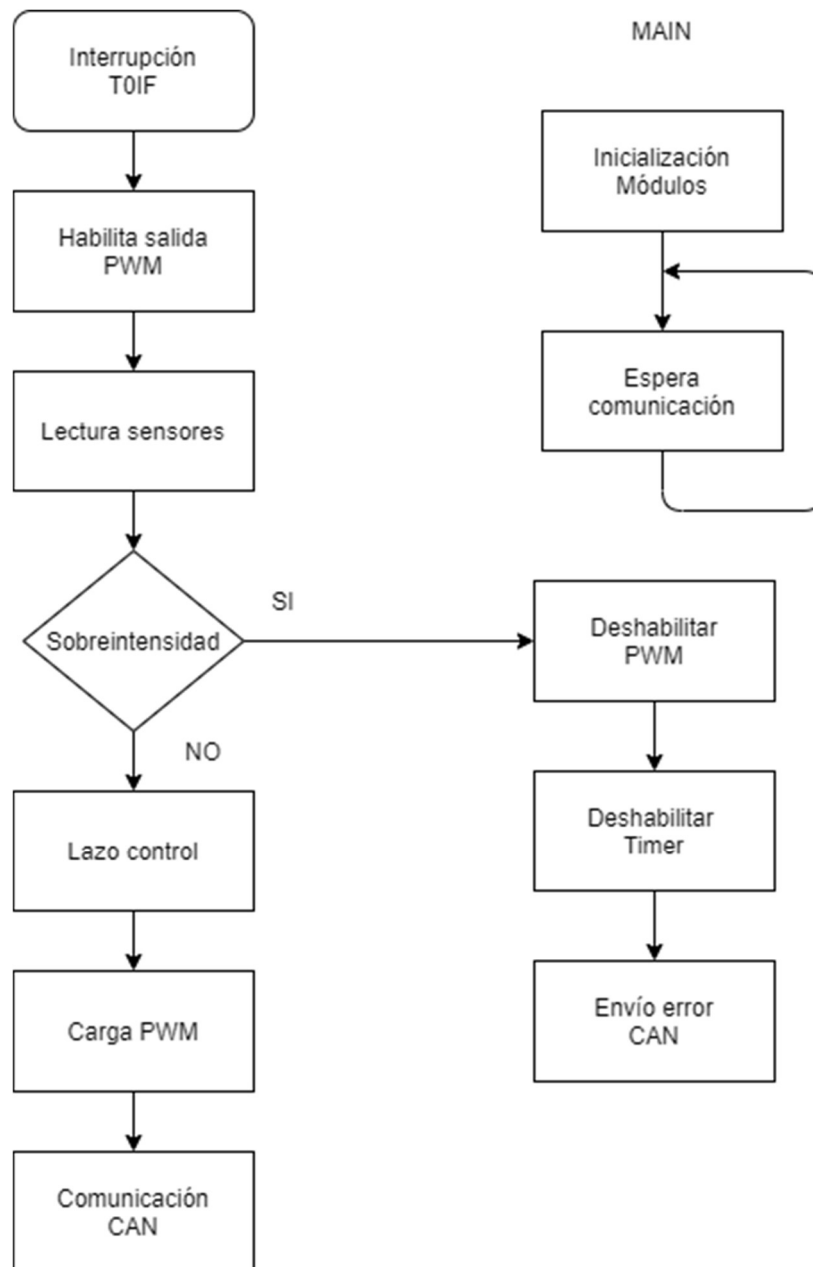 Interrupción
T0IF
Habilita salida
PWM
Lectura sensores
Sobreintensidad
SI
NO
Lazo control
Carga PWM
Comunicación
CAN
Deshabilitar
PWM
Deshabilitar
Timer
Envío error
CAN
MAIN
Inicialización
Módulos
Espera
comunicación